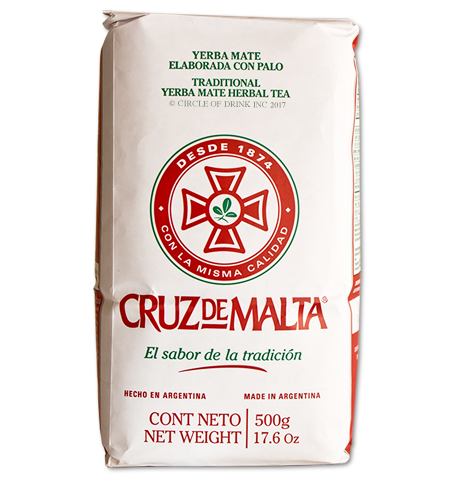 YERBA MATE
ELABORADA CON PALO
TRADITIONAL
YERBA MATE HERBAL TEA
© CIRCLE OF DRINK INC 2017
DESDE 1874
CON LA MISMA CALIDAD
CRUZ DE MALTA®
El sabor de la tradición
HECHO EN ARGENTINA MADE IN ARGENTINA
CONT NETO 500g
NET WEIGHT 17.6 Oz